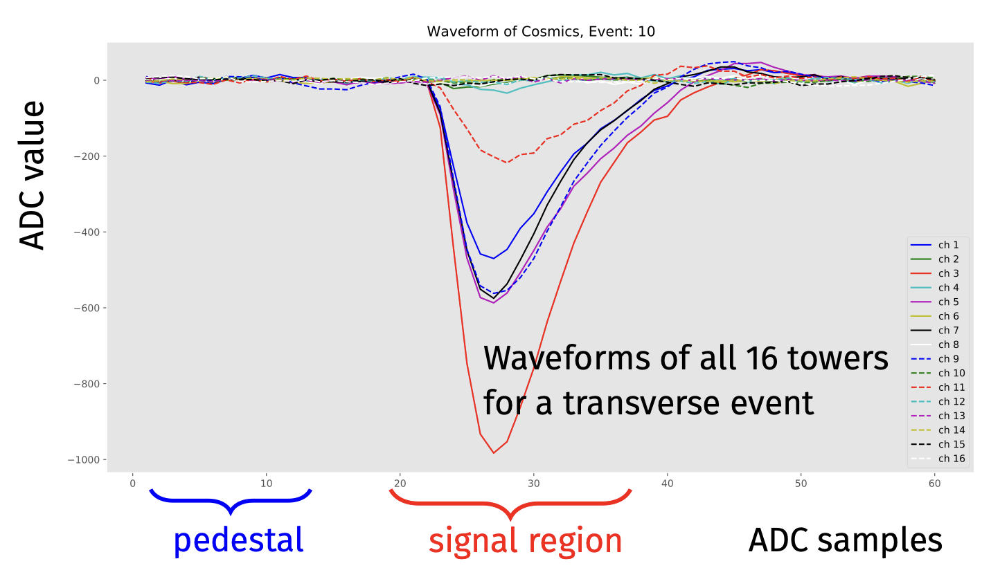 Waveform of Cosmics, Event: 10
ADC value
0
−200
−400
−600
−800
−1000
ch 1
ch 2
ch 3
ch 4
ch 5
ch 6
ch 7
ch 8
ch 9
ch 10
ch 11
ch 12
ch 13
ch 14
ch 15
ch 16
Waveforms of all 16 towers
for a transverse event
0 10 20 30 40 50 60
pedestal
signal region
ADC samples